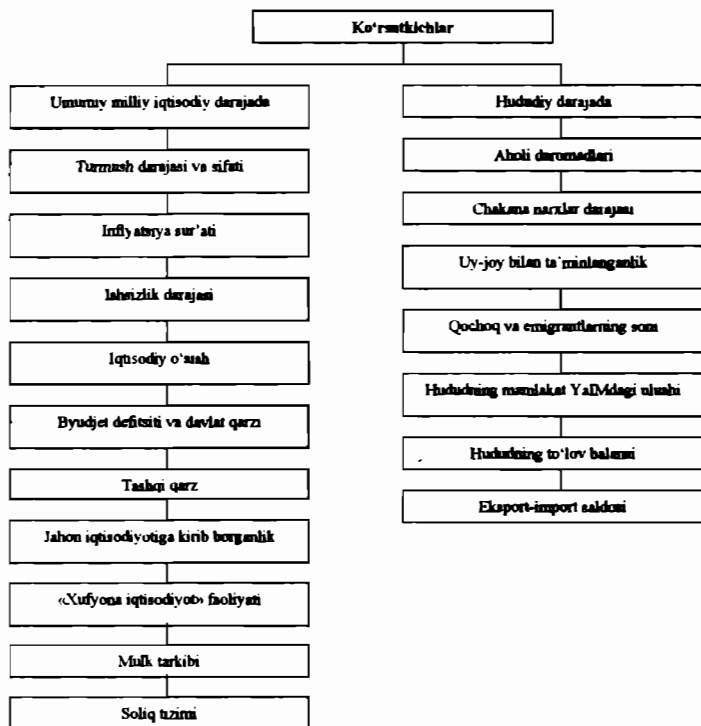 Ko‘rsatkichlar
Umumiy milliy iqtisodiy darajada
Turmush darajasi va sifati
Inflyatsiya sur’ati
Ishsizlik darajasi
Iqtisodiy o‘sish
Byudjet defitsiti va davlat qarzi
Tashqi qarz
Jahon iqtisodiyotiga kirib borganlik
«Xufyona iqtisodiyot» faoliyati
Mulk tarkibi
Soliq tizimi
Hududiy darajada
Aholi daromadlari
Chakana narxlar darajasi
Uy-joy bilan ta’minlanganlik
Qochoq va emigrantlarning soni
Hududning mamlakat YaIMdagi ulushi
Hududning to‘lov balansi
Eksport-import saldosi